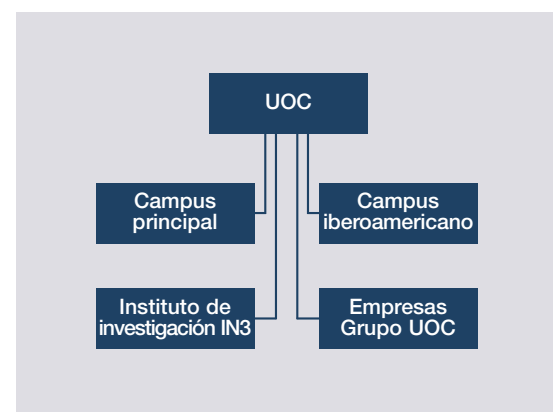 UOC
Campus
principal
Campus
iberoamericano
Instituto de
investigación IN3
Empresas
Grupo UOC